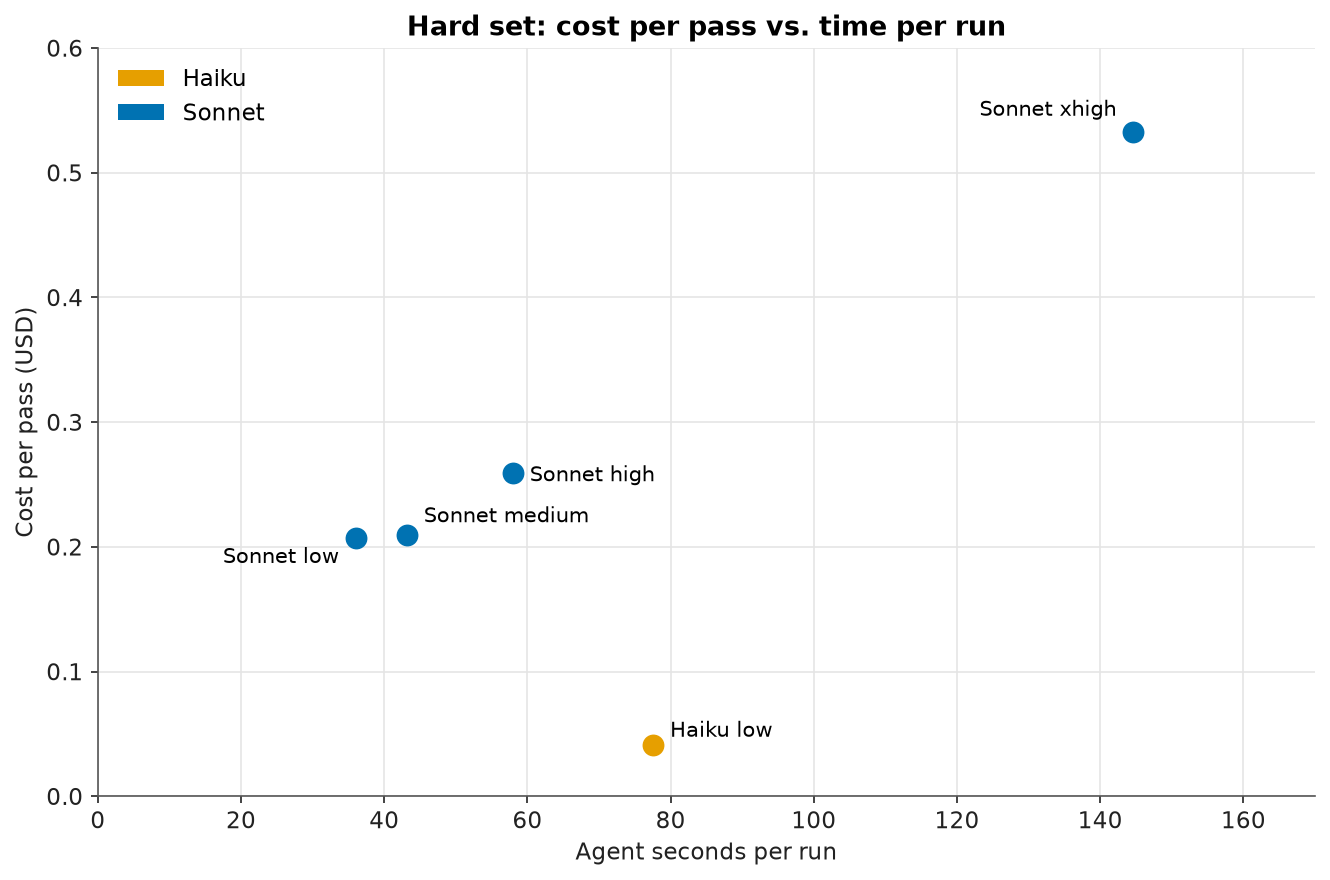 Hard set: cost per pass vs. time per run
Haiku
Sonnet
Cost per pass (USD)
0.6
0.5
0.4
0.3
0.2
0.1
0.0
Sonnet xhigh
Sonnet high
Sonnet medium
Sonnet low
Haiku low
0 20 40 60 80 100 120 140 160
Agent seconds per run